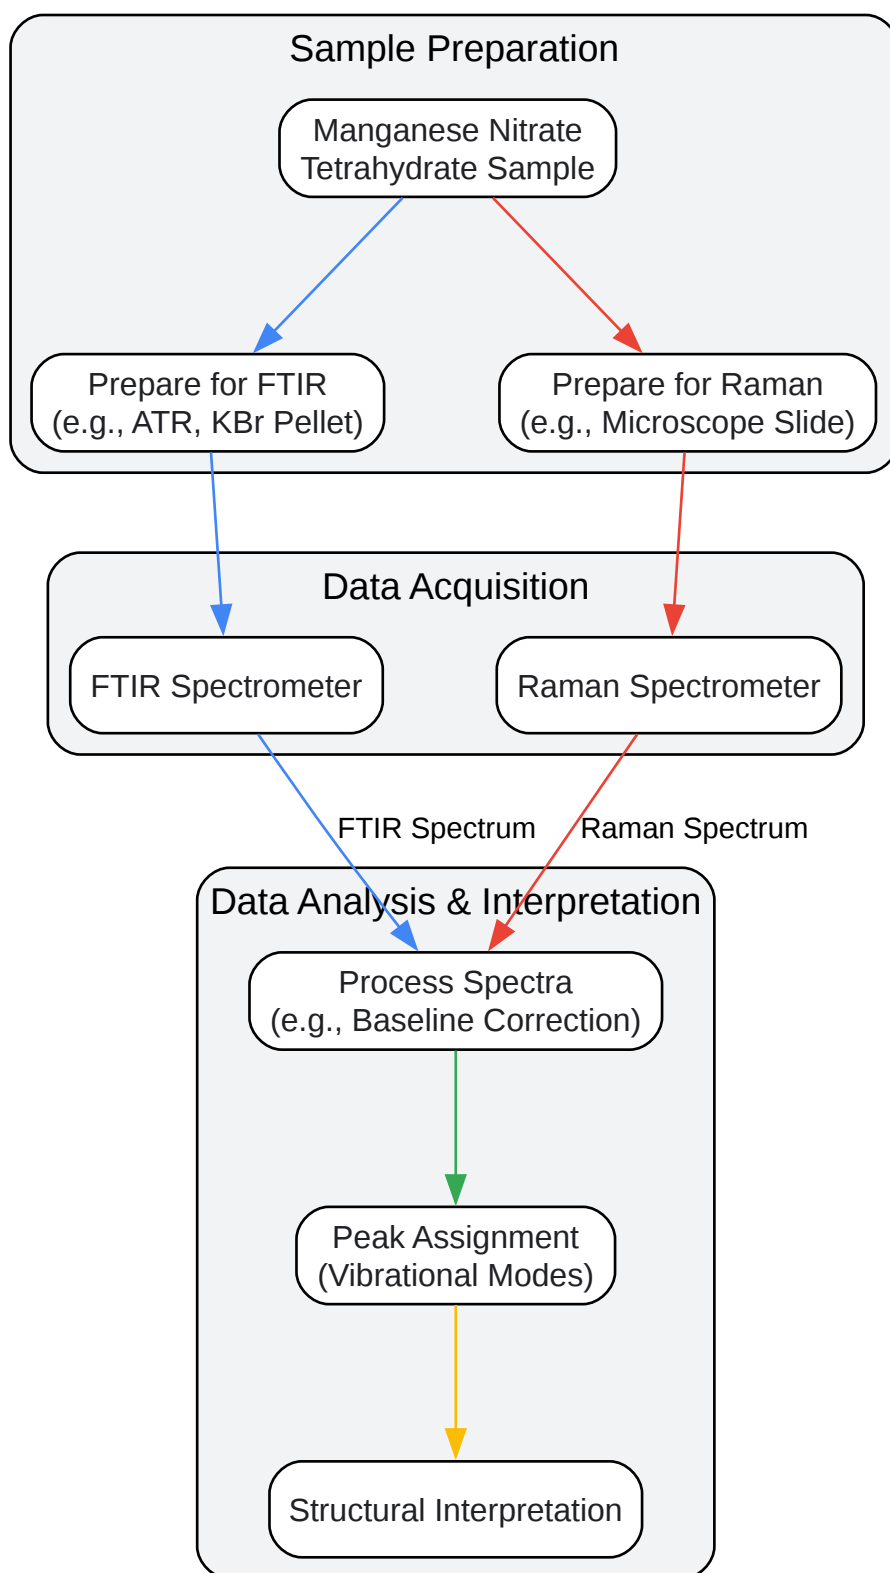 Sample Preparation
Manganese Nitrate
Tetrahydrate Sample
Prepare for FTIR
(e.g., ATR, KBr Pellet)
Prepare for Raman
(e.g., Microscope Slide)
Data Acquisition
FTIR Spectrometer
Raman Spectrometer
FTIR Spectrum
Raman Spectrum
Data Analysis & Interpretation
Process Spectra
(e.g., Baseline Correction)
Peak Assignment
(Vibrational Modes)
Structural Interpretation